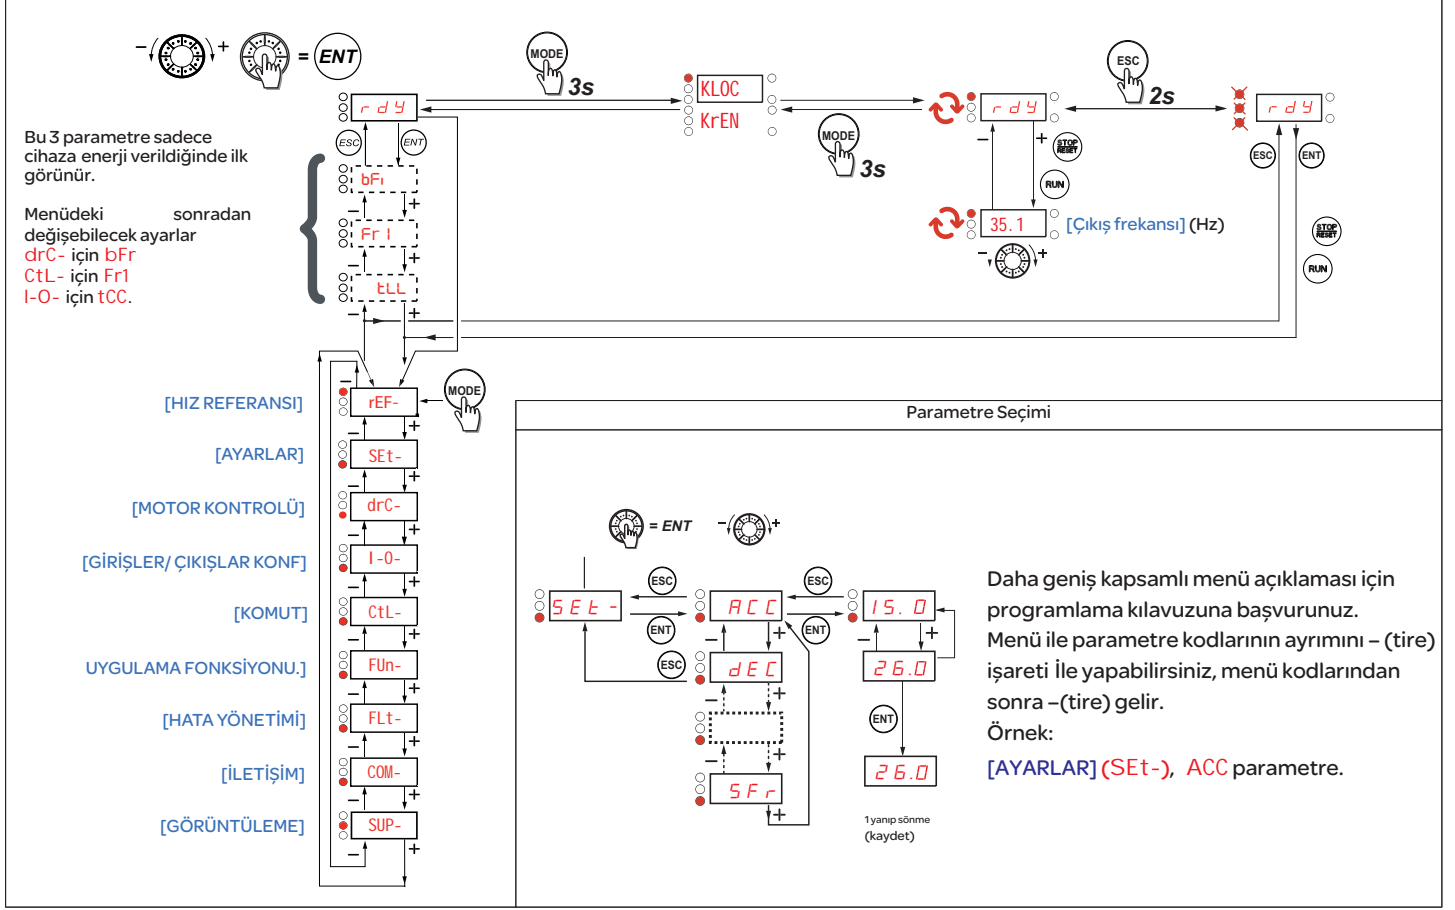 - + = ENT
MODE
3s
ESC
2s
rdY
KLOC
KrEN
rdY
rdY
MODE
3s
ESC ENT
- +
STOP
RESET
RUN
ESC ENT
Bu 3 parametre sadece
cihaza enerji verildiğinde ilk
görünür.
bFr
+
35.1
[Çıkış frekansı] (Hz)
- +
STOP
RESET
RUN
Menüdeki sonradan
değişebilecek ayarlar
drC- için bFr
CtL- için Fr1
I-O- için tCC.
Fr1
- +
tCC
- +
[HIZ REFERANSI]
-
rEF-
MODE
- +
[AYARLAR]
SEt-
- +
[MOTOR KONTROLÜ]
drC-
- +
[GİRİŞLER/ ÇIKIŞLAR KONF]
I-O-
- +
[KOMUT]
CtL-
- +
UYGULAMA FONKSİYONU.]
FUn-
- +
[HATA YÖNETİMİ]
FLt-
- +
[İLETİŞİM]
COM-
- +
[GÖRÜNTÜLEME]
SUP-
- +
Parametre Seçimi
= ENT
- +
ESC
ESC
SEt-
ACC
15.0
ENT
ENT
- +
- +
ESC
dEC
26.0
- +
ENT
- +
SFr
+
26.0
1 yanıp sönme
(kaydet)
Daha geniş kapsamlı menü açıklaması için
programlama kılavuzuna başvurunuz.
Menü ile parametre kodlarının ayrımını – (tire)
işareti İle yapabilirsiniz, menü kodlarından
sonra –(tire) gelir.
Örnek:
[AYARLAR] (SEt-), ACC parametre.